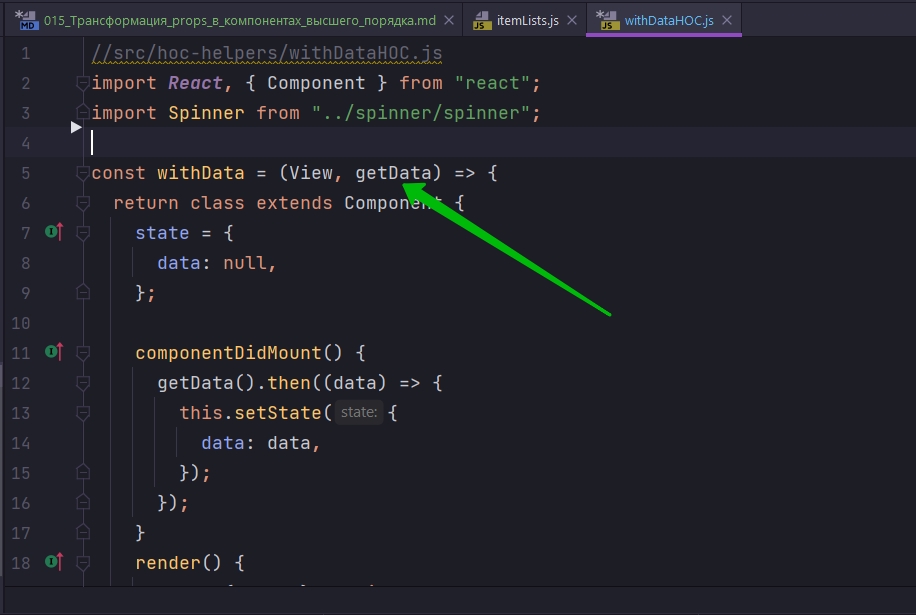 015_Трансформация_props_в_компонентах_высшего_порядка.md
itemLists.js
withDataHOC.js
MD
JS
JS
1 //src/hoc-helpers/withDataHOC.js
2 import React, { Component } from "react";
3 import Spinner from "../spinner/spinner";
4
5 const withData = (View, getData) => {
6 return class extends Component {
7 state = {
8 data: null,
9 };
10
11 componentDidMount() {
12 getData().then((data) => {
13 this.setState( state: {
14 data: data,
15 });
16 });
17 }
18 render() {